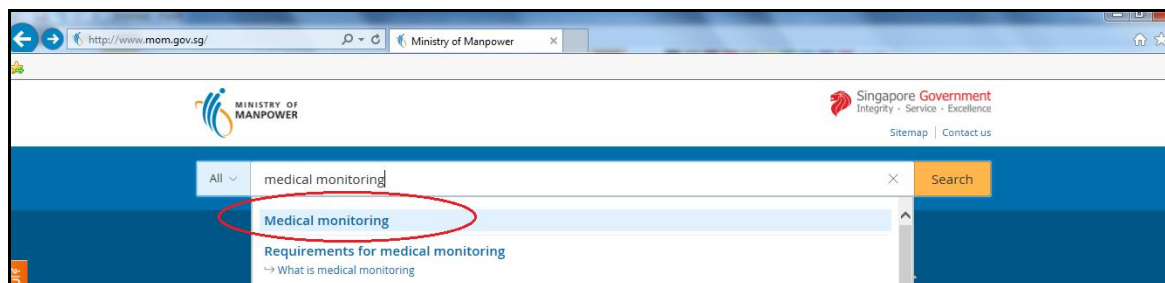 http://www.mom.gov.sg/
Ministry of Manpower
MINISTRY OF
MANPOWER
Singapore Government
Integrity · Service · Excellence
Sitemap | Contact us
All
medical monitoring
Search
Medical monitoring
Requirements for medical monitoring
↪ What is medical monitoring